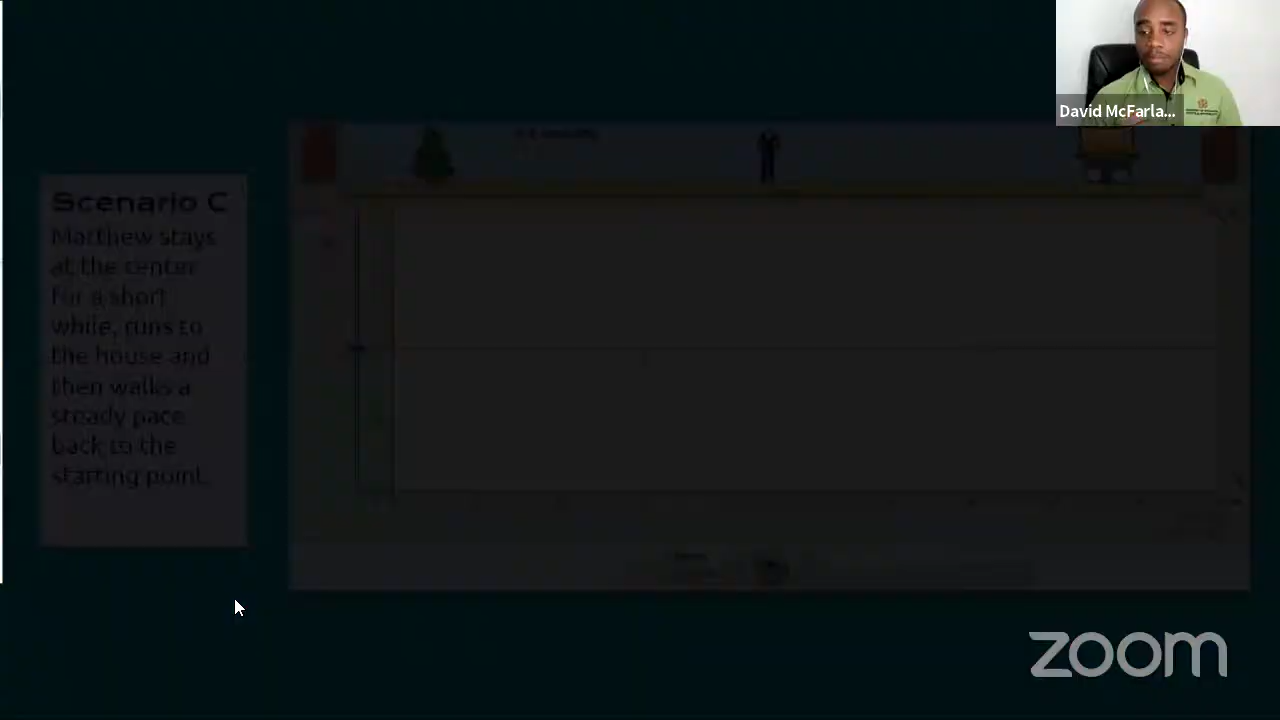 David McFarla...
Scenario C
Matthew stays
at the center
for a short
while, runs to
the house and
then walks a
steady pace
back to the
starting point.
zoom